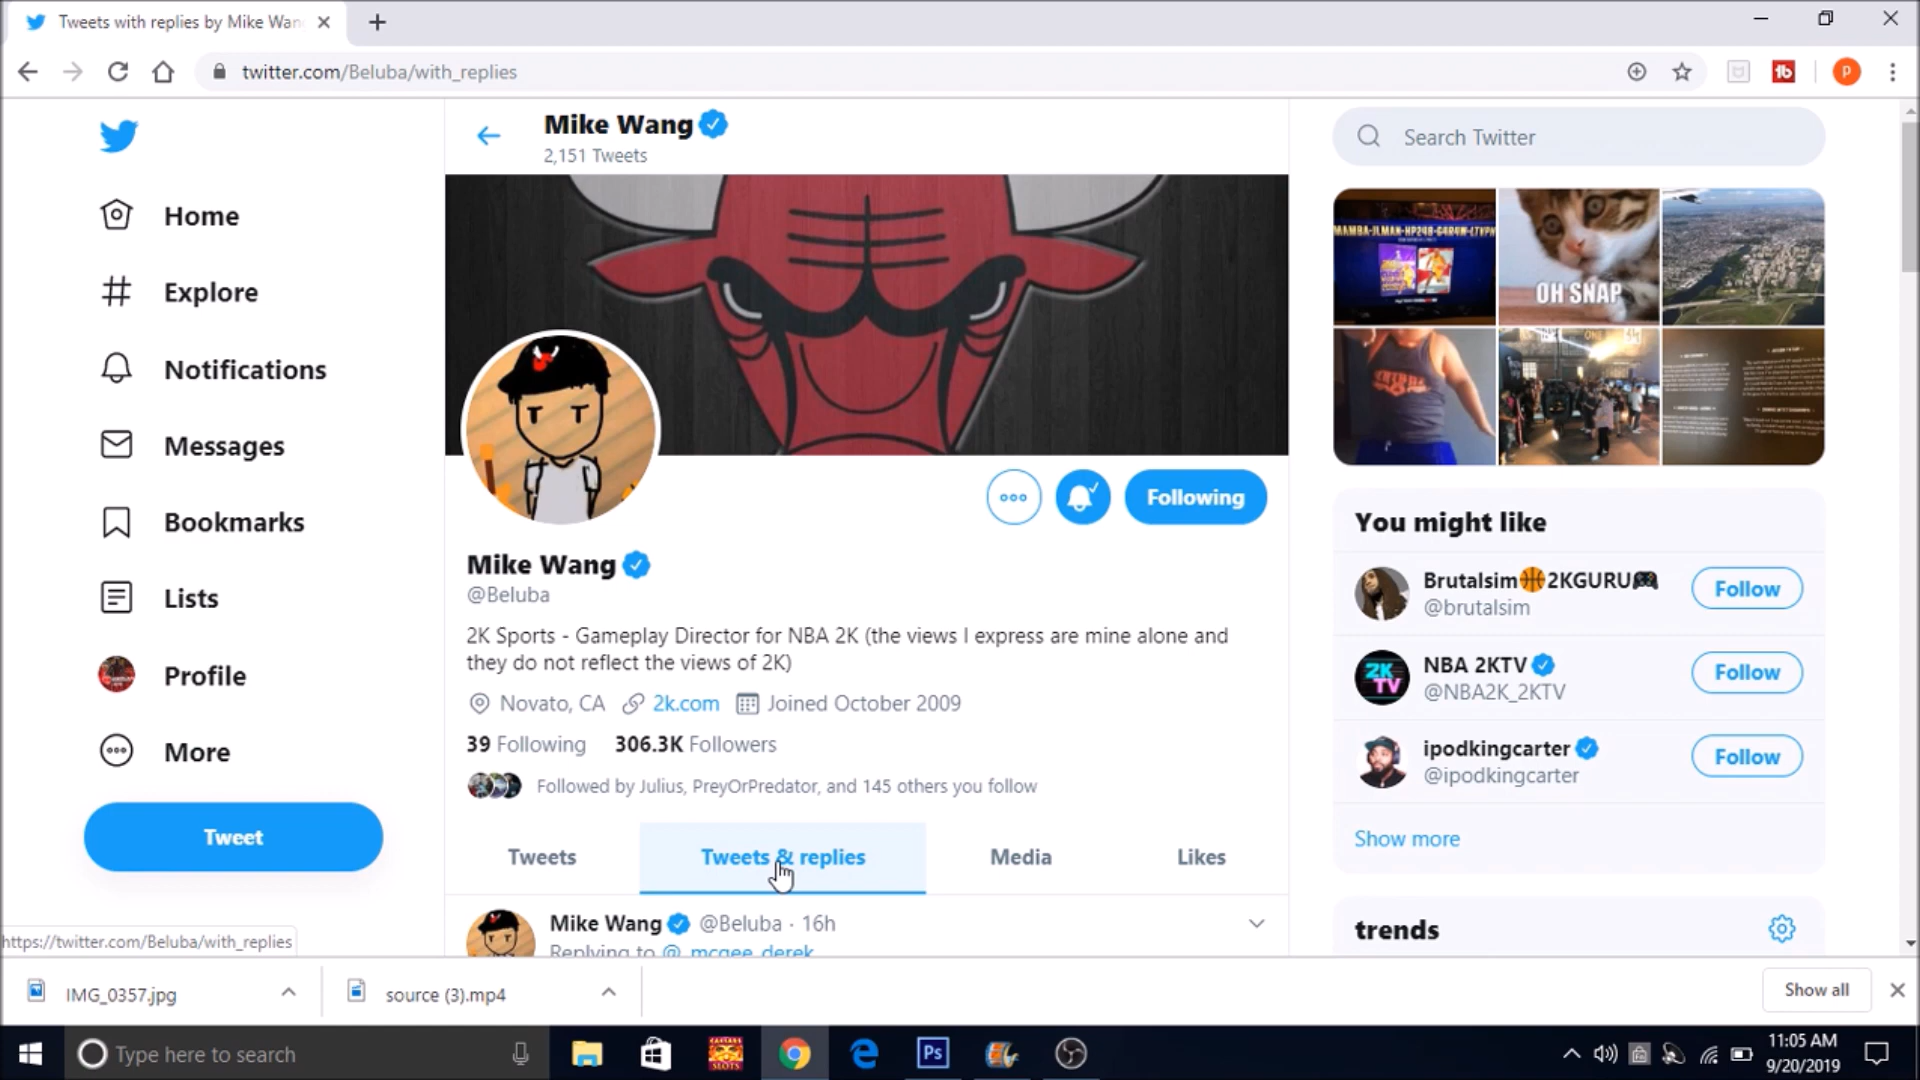 Tweets with replies by Mike Wan
twitter.com/Beluba/with_replies
Mike Wang
2,151 Tweets
Search Twitter
Home
Explore
Notifications
Messages
Bookmarks
Lists
Profile
More
Tweet
OH SNAP
Following
Mike Wang
@Beluba
2K Sports - Gameplay Director for NBA 2K (the views I express are mine alone and
they do not reflect the views of 2K)
Novato, CA 2k.com Joined October 2009
39 Following 306.3K Followers
Followed by Julius, PreyOrPredator, and 145 others you follow
Tweets Tweets & replies Media Likes
Mike Wang @Beluba · 16h
Replying to @_mcgee_derek
You might like
Brutalsim🏀2KGURU🎮
@brutalsim
Follow
2K
TV
NBA 2KTV
@NBA2K_2KTV
Follow
ipodkingcarter
@ipodkingcarter
Follow
Show more
trends
https://twitter.com/Beluba/with_replies
IMG_0357.jpg
source (3).mp4
Show all
Type here to search
Ps
11:05 AM
9/20/2019